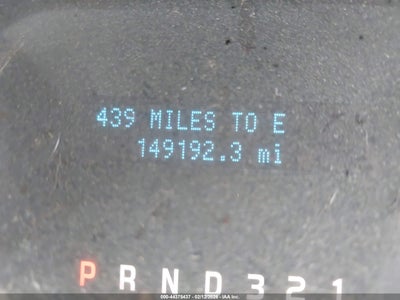 439 MILES TO E
149192.3 mi
P R N D 3 2 1